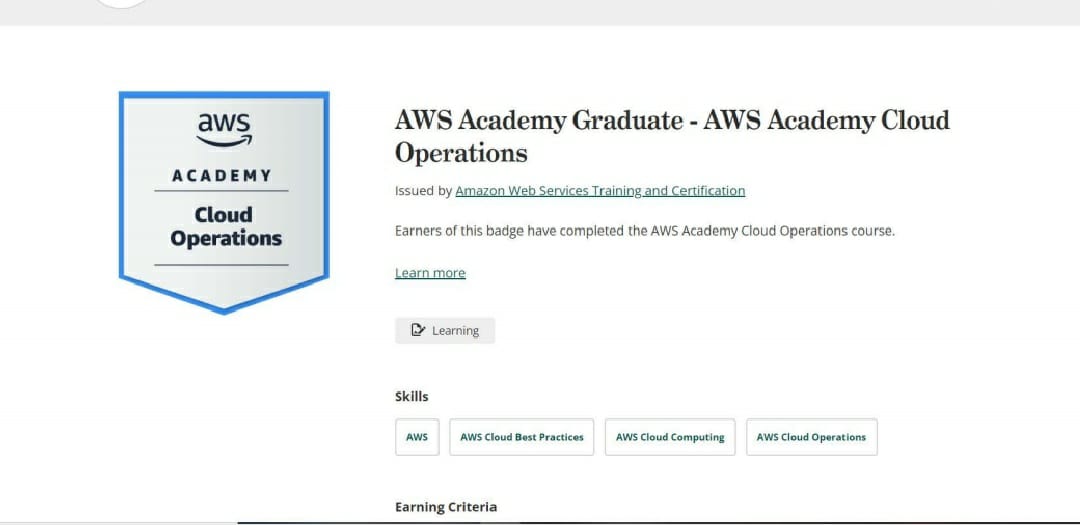 aws
ACADEMY
Cloud
Operations
AWS Academy Graduate - AWS Academy Cloud
Operations
Issued by Amazon Web Services Training and Certification
Earners of this badge have completed the AWS Academy Cloud Operations course.
Learn more
Learning
Skills
AWS
AWS Cloud Best Practices
AWS Cloud Computing
AWS Cloud Operations
Earning Criteria